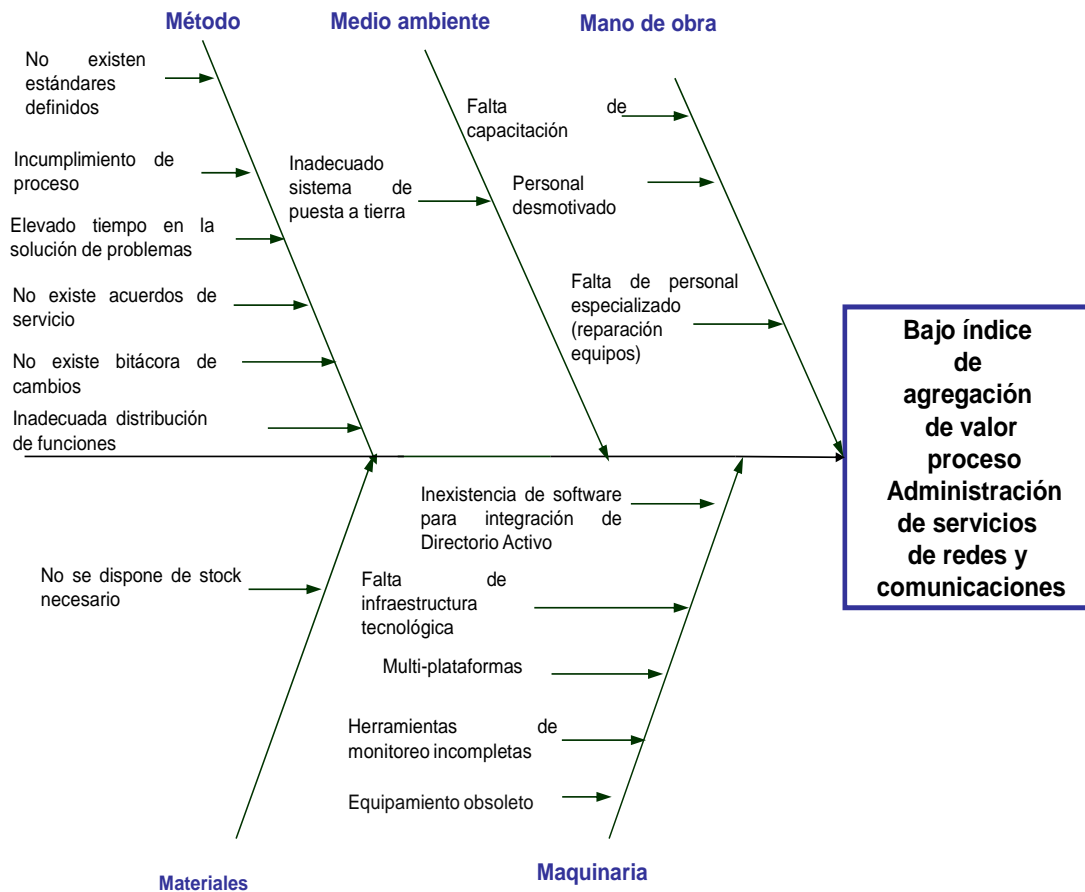 Método
Medio ambiente
Mano de obra
No existen
estándares
definidos
Incumplimiento de
proceso
Elevado tiempo en la
solución de problemas
No existe acuerdos de
servicio
No existe bitácora de
cambios
Inadecuada distribución
de funciones
Inadecuado
sistema de
puesta a tierra
Falta de
capacitación
Personal
desmotivado
Falta de personal
especializado
(reparación
equipos)
Bajo índice
de
agregación
de valor
proceso
Administración
de servicios
de redes y
comunicaciones
No se dispone de stock
necesario
Inexistencia de software
para integración de
Directorio Activo
Falta de
infraestructura
tecnológica
Multi-plataformas
Herramientas de
monitoreo incompletas
Equipamiento obsoleto
Materiales
Maquinaria